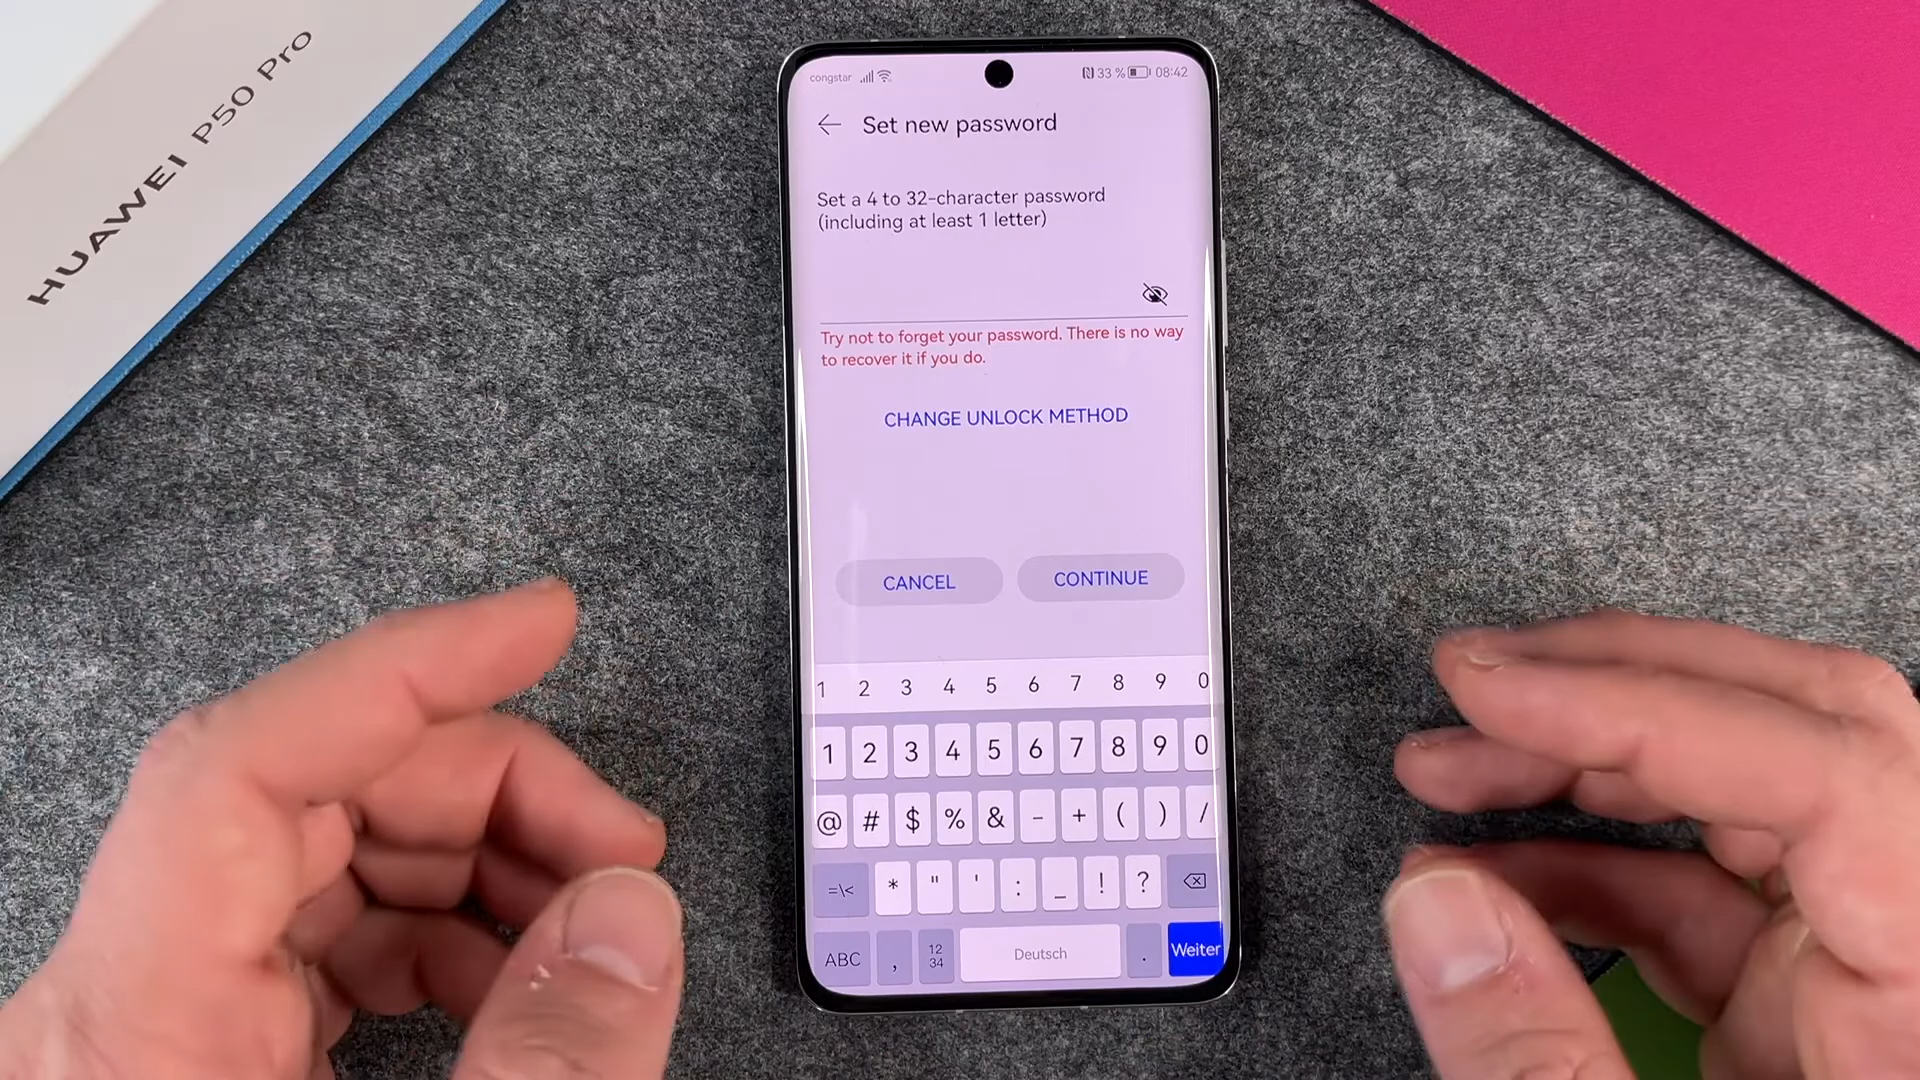 HUAWEI P50 Pro
congstar 33 % 08:42
Set new password
Set a 4 to 32-character password
(including at least 1 letter)
Try not to forget your password. There is no way
to recover it if you do.
CHANGE UNLOCK METHOD
CANCEL CONTINUE
1 2 3 4 5 6 7 8 9 0
1 2 3 4 5 6 7 8 9 0
@ # $ % & - + ( ) /
=\< * " ' : _ ! ?
ABC , 12 34 Deutsch . Weiter